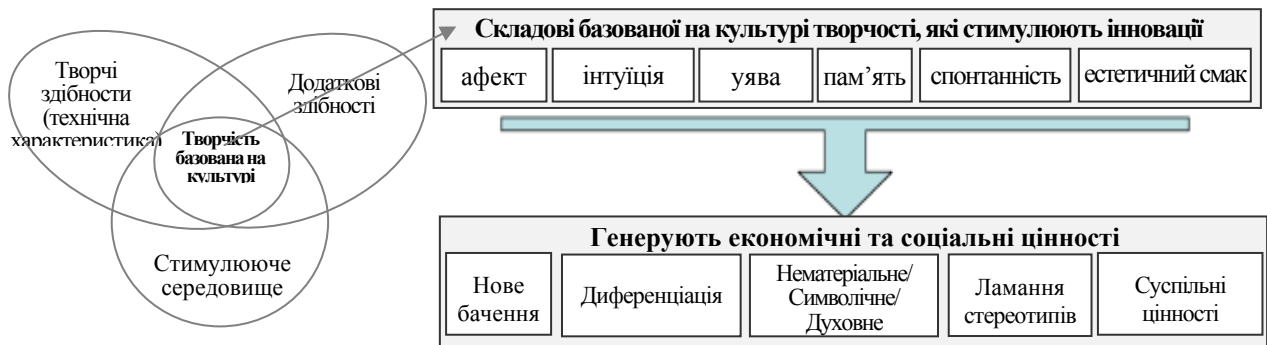 Творчі
здібности
(технічна
характеристика)
Додаткові
здібності
Творчість
базована на
культурі
Стимулююче
середовище
Складові базованої на культурі творчості, які стимулюють інновації
афект
інтуїція
уява
пам’ять
спонтанність
естетичний смак
Генерують економічні та соціальні цінності
Нове
бачення
Диференціація
Нематеріальне/
Символічне/
Духовне
Ламання
стереотипів
Суспільні
цінності